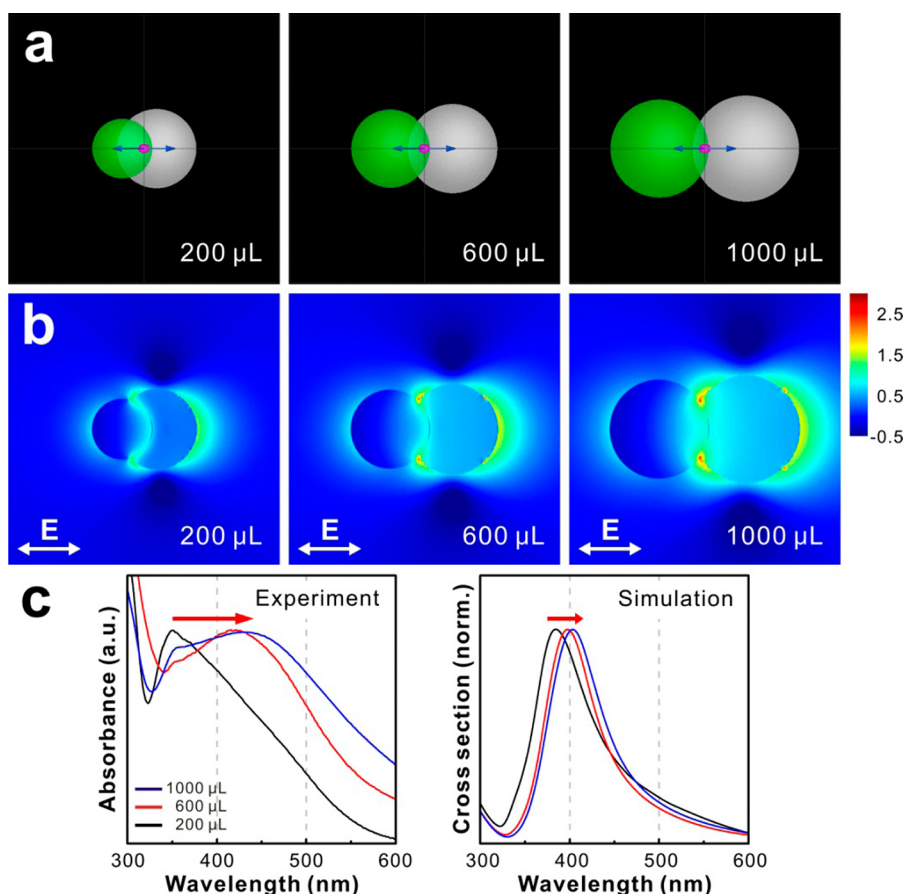 a
200 µL
600 µL
1000 µL
b
2.5
1.5
0.5
-0.5
E
200 µL
E
600 µL
E
1000 µL
c
Experiment
Absorbance (a.u.)
1000 µL
600 µL
200 µL
300
400
500
600
Wavelength (nm)
Simulation
Cross section (norm.)
300
400
500
600
Wavelength (nm)